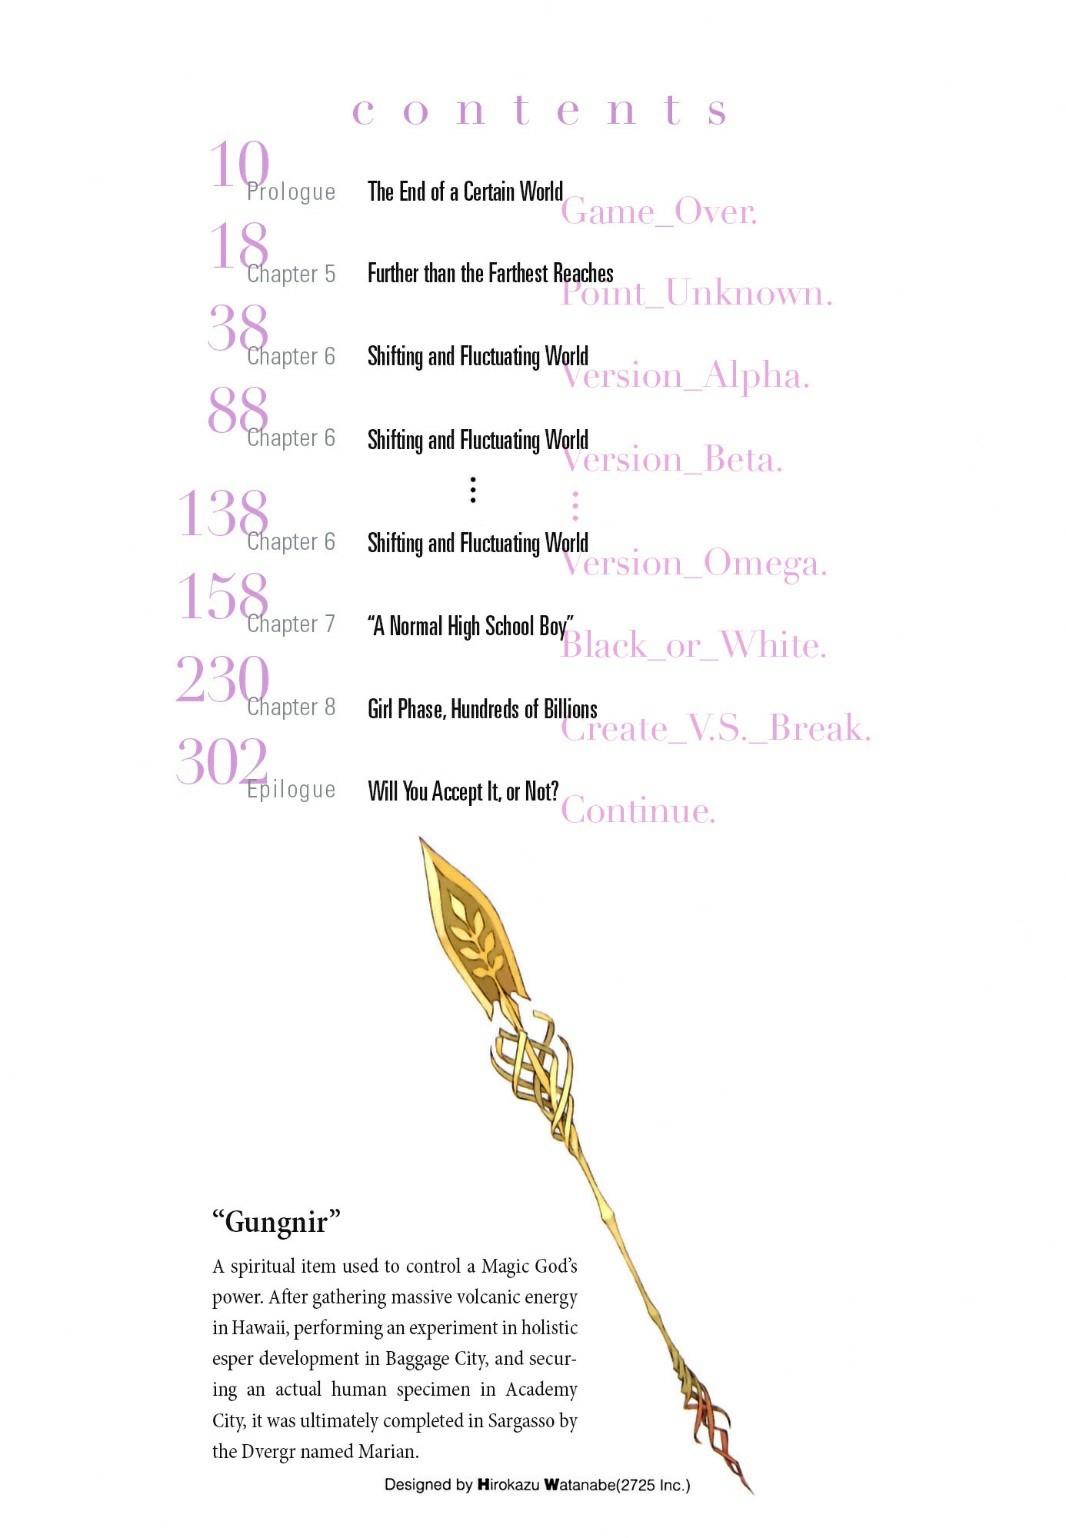 contents
10 Prologue The End of a Certain World
Game_Over.
18 Chapter 5 Further than the Farthest Reaches
Point_Unknown.
38 Chapter 6 Shifting and Fluctuating World
Version_Alpha.
88 Chapter 6 Shifting and Fluctuating World
Version_Beta.
⋮ ⋮
138 Chapter 6 Shifting and Fluctuating World
Version_Omega.
158 Chapter 7 “A Normal High School Boy”
Black_or_White.
230 Chapter 8 Girl Phase, Hundreds of Billions
Create_V.S._Break.
302 Epilogue Will You Accept It, or Not?
Continue.
“Gungnir”
A spiritual item used to control a Magic God’s
power. After gathering massive volcanic energy
in Hawaii, performing an experiment in holistic
esper development in Baggage City, and secur-
ing an actual human specimen in Academy
City, it was ultimately completed in Sargasso by
the Dvergr named Marian.
Designed by Hirokazu Watanabe(2725 Inc.)